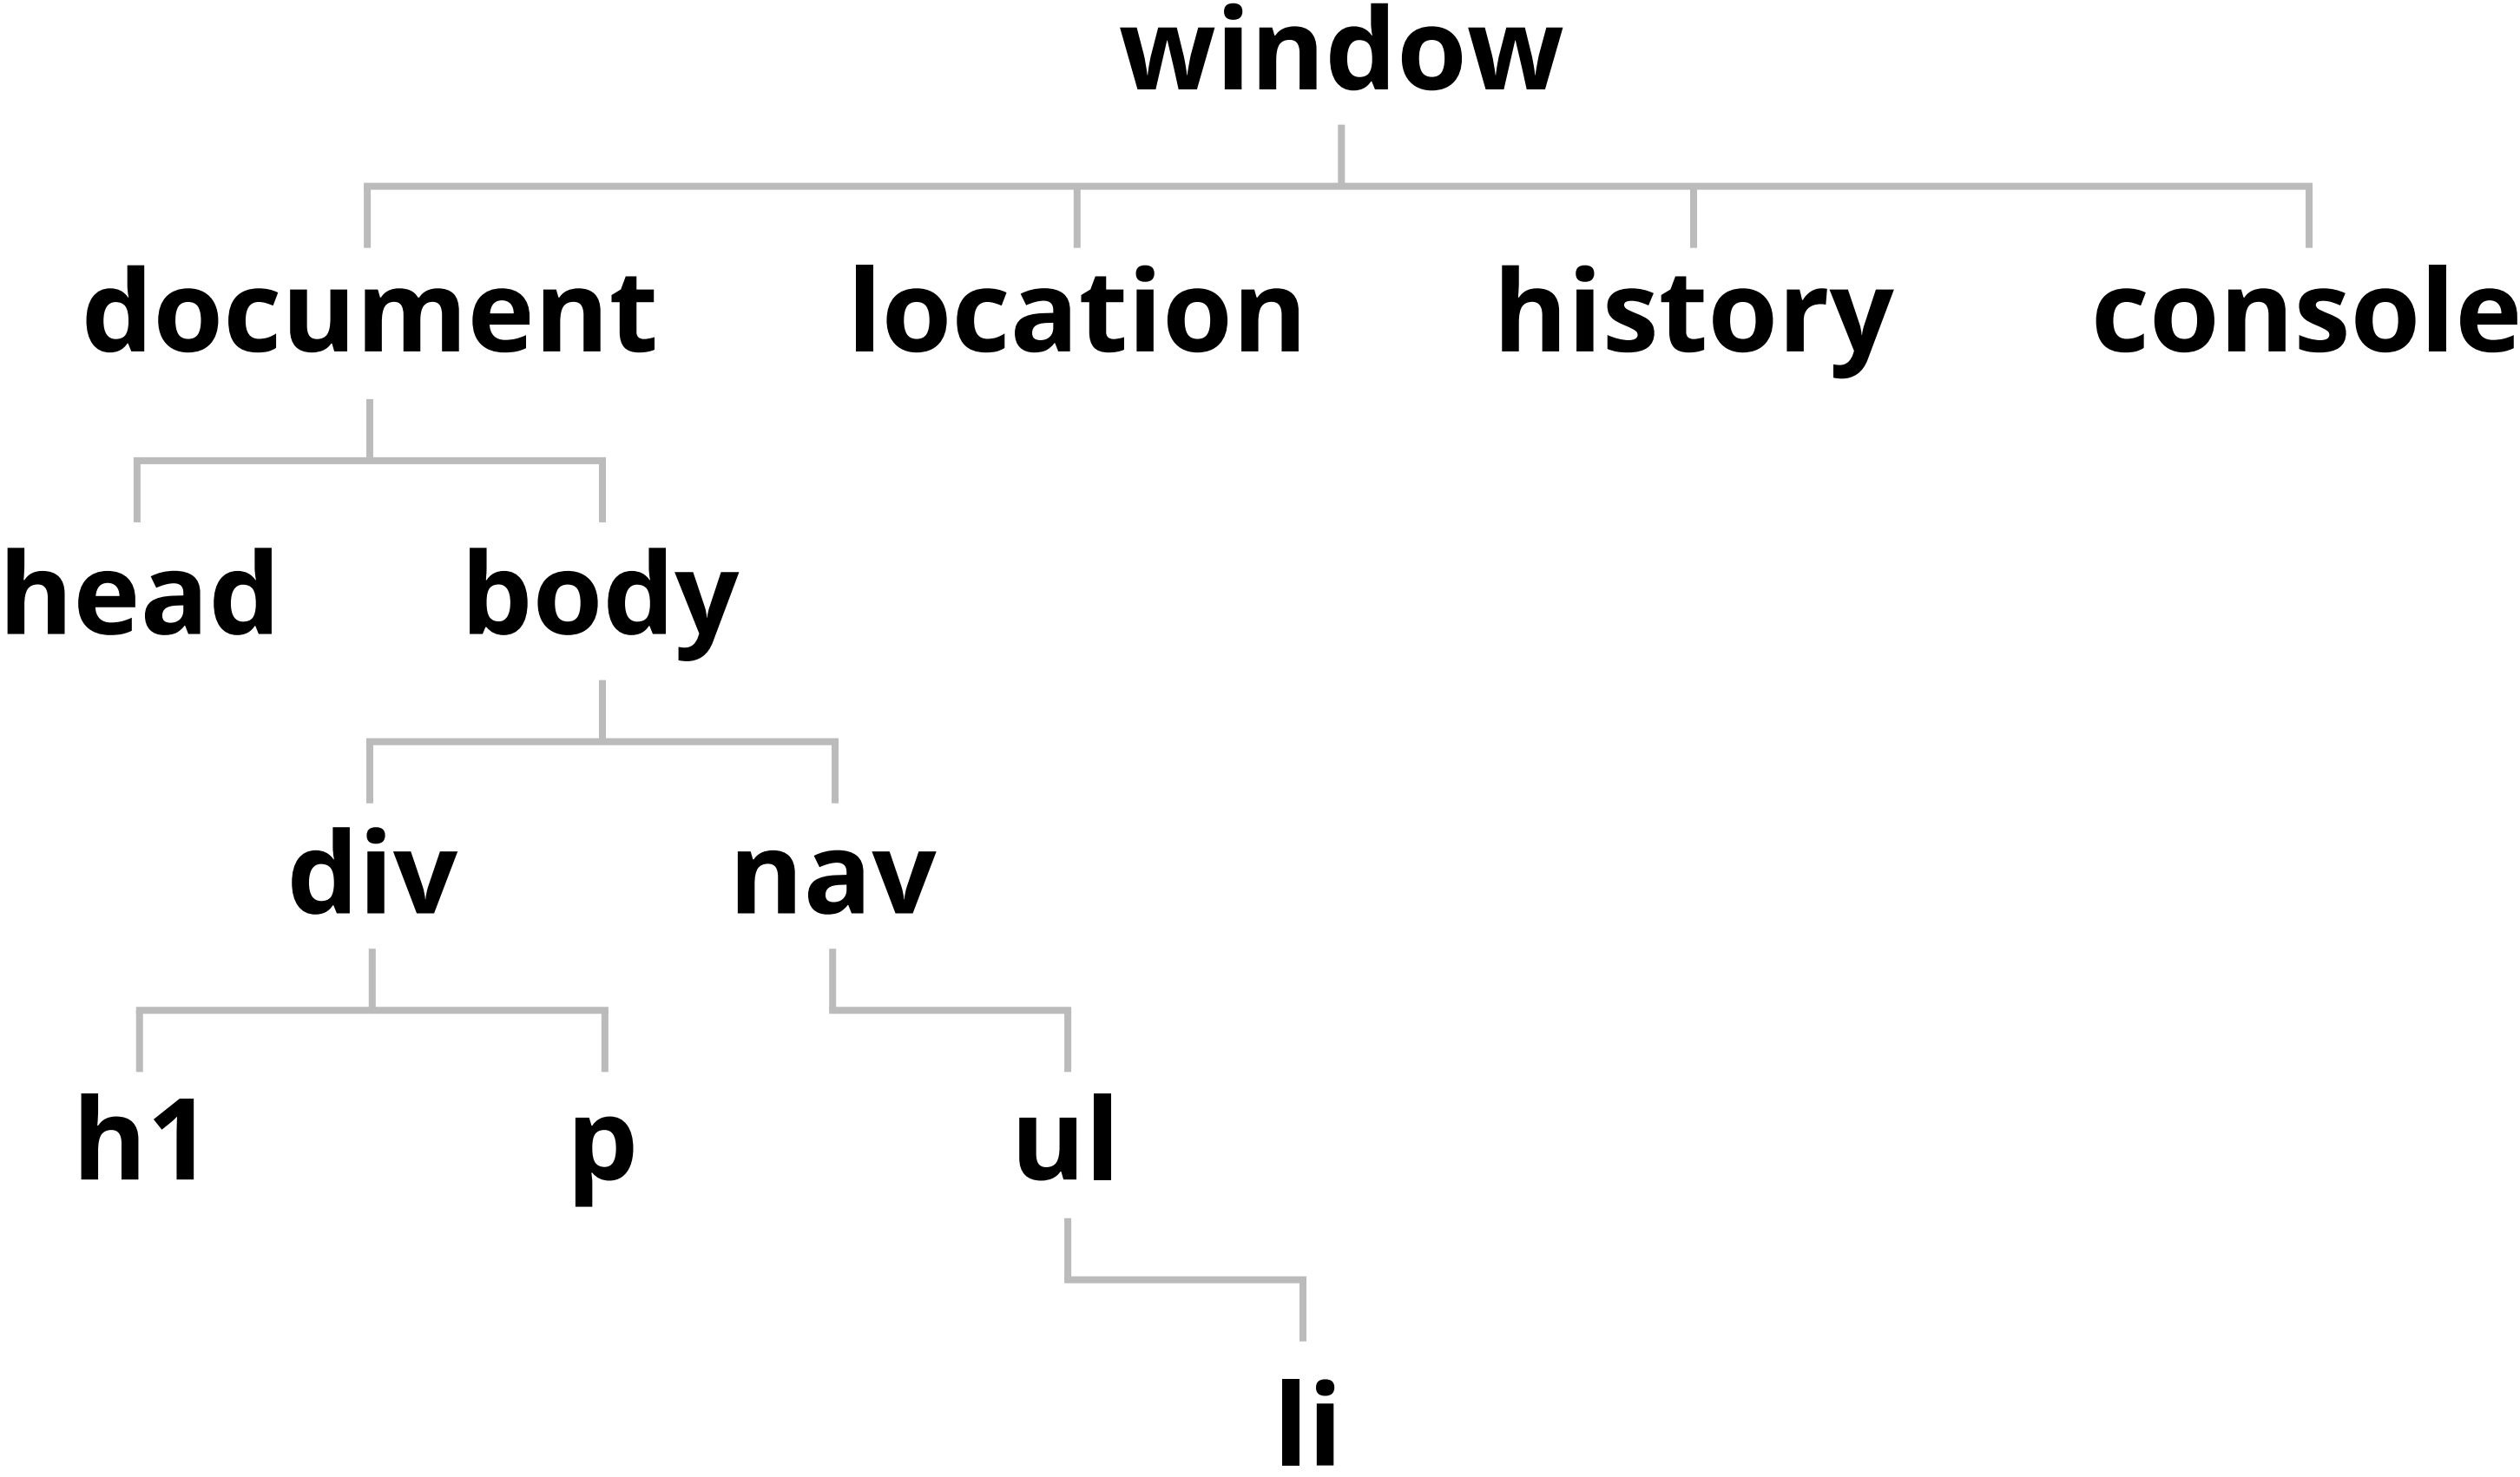 window
document location history console
head body
div nav
h1 p ul
li